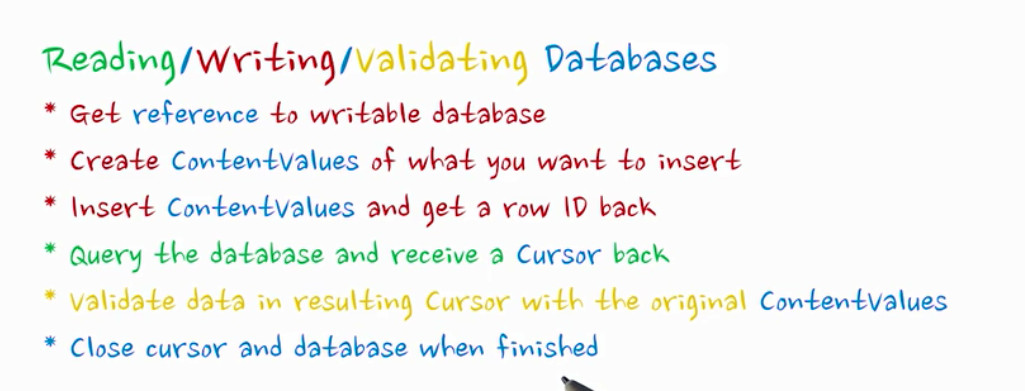 Reading/Writing/Validating Databases
* Get reference to writable database
* Create ContentValues of what you want to insert
* Insert ContentValues and get a row ID back
* Query the database and receive a Cursor back
* Validate data in resulting Cursor with the original ContentValues
* Close cursor and database when finished